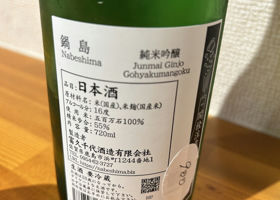 鍋島
Nabeshima
純米吟醸
Junmai Ginjo
Gohyakumangoku
品目:日本酒
原材料名:米(国産)、米麹(国産米)
アルコール分:16度
使用米:五百万石100%
精米歩合:55%
内容量:720ml
富久千代酒造有限会社
佐賀県鹿島市浜町1244番地1
要冷蔵